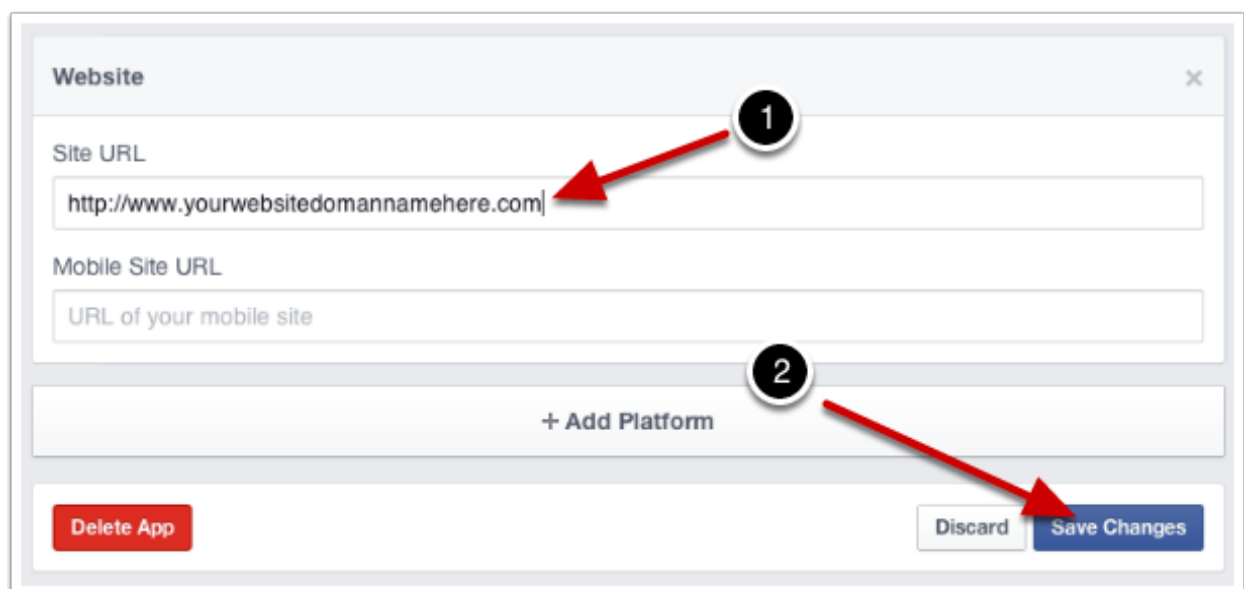 Website
×
1
Site URL
http://www.yourwebsitedomannamehere.com
Mobile Site URL
URL of your mobile site
2
+ Add Platform
Delete App
Discard
Save Changes